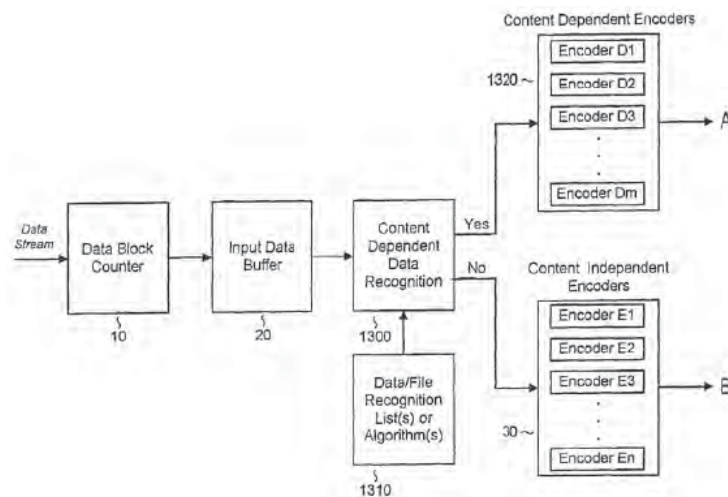 Content Dependent Encoders
Encoder D1
1320
Encoder D2
Encoder D3
A
Encoder Dm
Data
Stream
Data Block
Counter
10
Input Data
Buffer
20
Content
Dependent
Data
Recognition
1300
Yes
No
Data/File
Recognition
List(s) or
Algorithm(s)
1310
Content Independent
Encoders
Encoder E1
Encoder E2
Encoder E3
B
30
Encoder En